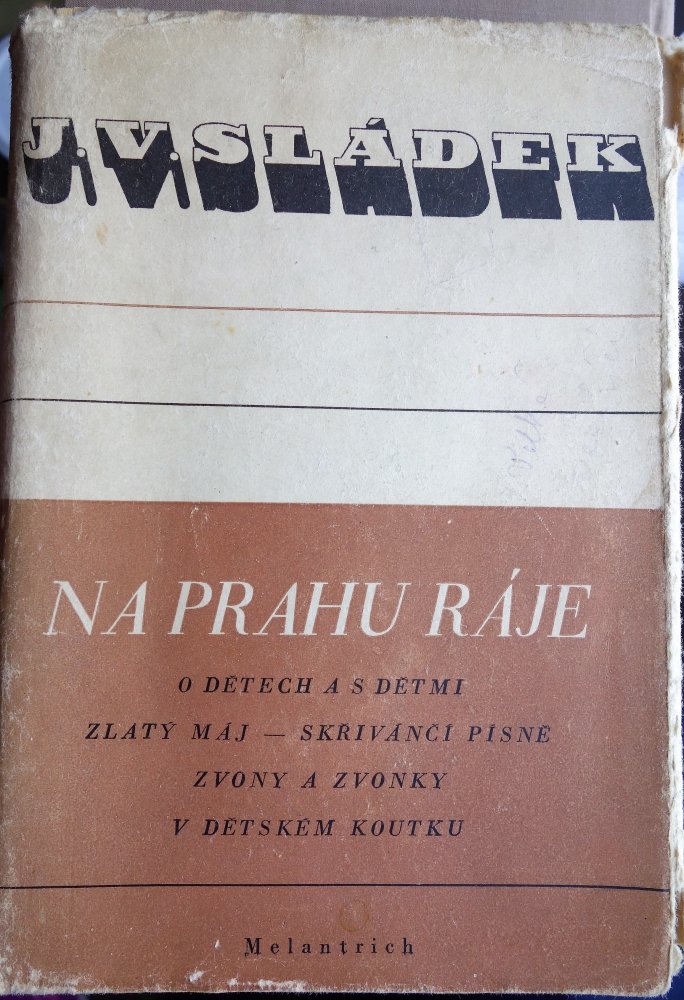 J. V. SLÁDEK
NA PRAHU RÁJE
O DĚTECH A S DĚTMI
ZLATÝ MÁJ — SKŘIVÁNČÍ PÍSNĚ
ZVONY A ZVONKY
V DĚTSKÉM KOUTKU
Melantrich